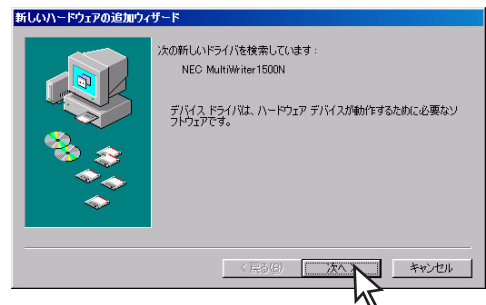 新しいハードウェアの追加ウィザード
次の新しいドライバを検索しています:
NEC MultiWriter1500N
デバイス ドライバは、ハードウェア デバイスが動作するために必要なソ
フトウェアです。
< 戻る(B)
次へ >
キャンセル